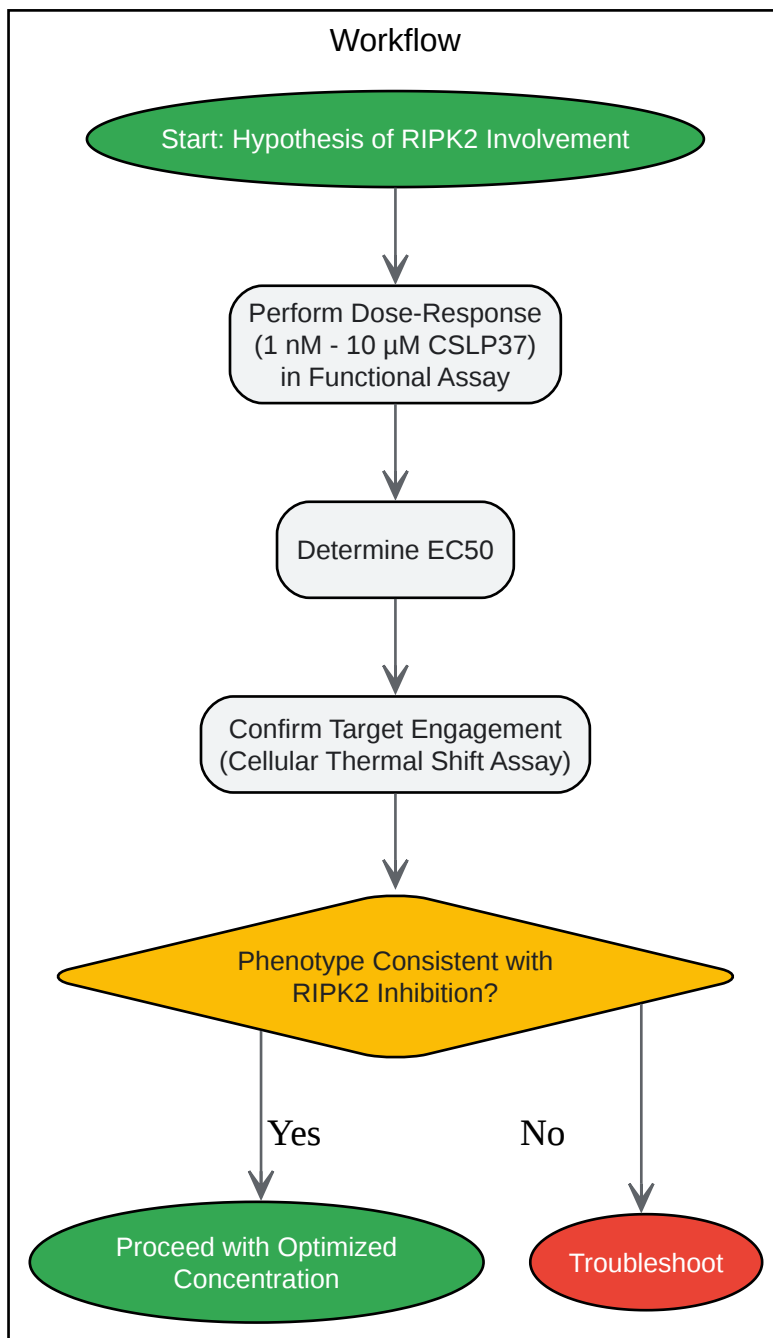 Workflow
Start: Hypothesis of RIPK2 Involvement
Perform Dose-Response
(1 nM - 10 µM CSLP37)
in Functional Assay
Determine EC50
Confirm Target Engagement
(Cellular Thermal Shift Assay)
Phenotype Consistent with
RIPK2 Inhibition?
Yes
No
Proceed with Optimized
Concentration
Troubleshoot